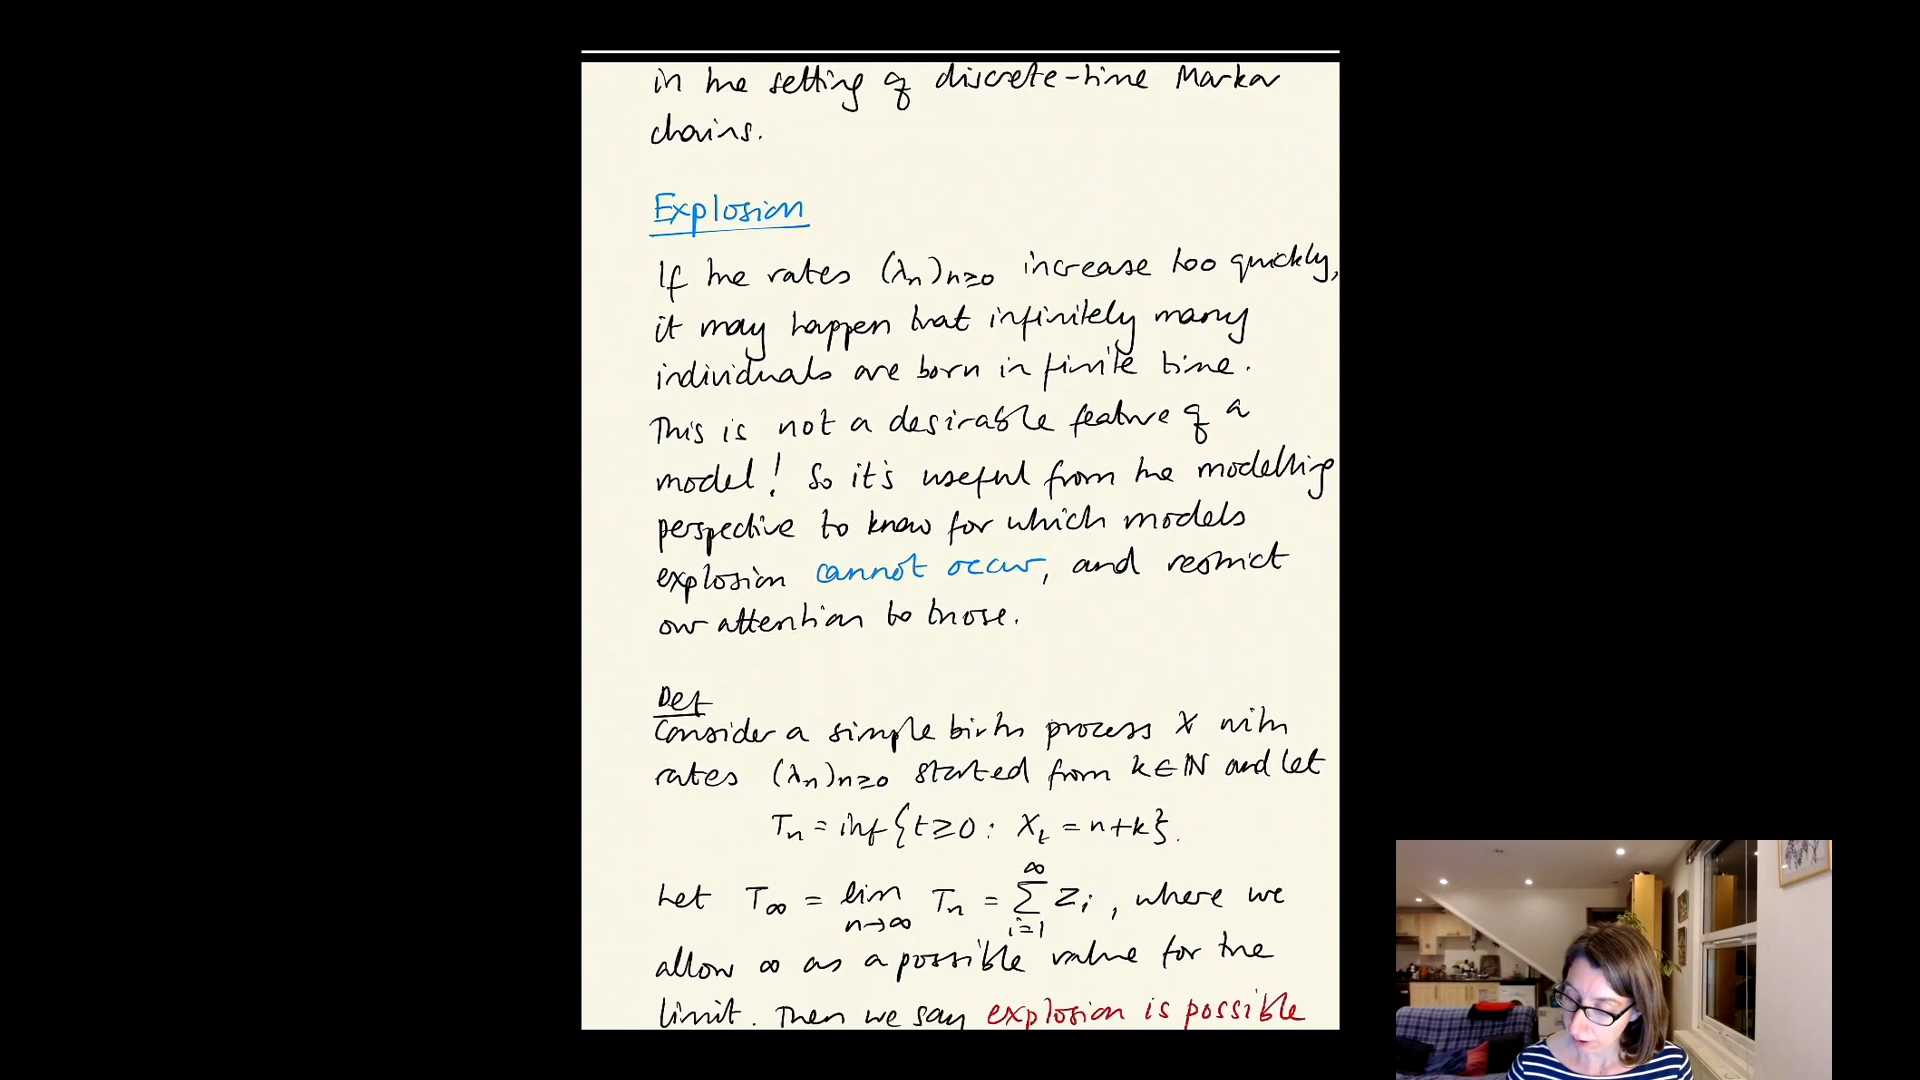 in the setting of discrete-time Markov
chains.
Explosion
If the rates (λₙ)ₙ≥₀ increase too quickly,
it may happen that infinitely many
individuals are born in finite time.
This is not a desirable feature of a
model! So it's useful from the modelling
perspective to know for which models
explosion cannot occur, and restrict
our attention to those.
Def
Consider a simple birth process X with
rates (λₙ)ₙ≥₀ started from k∈ℕ and let
Tₙ = inf{t≥0 : Xₜ = n+k}.
Let T∞ = lim n→∞ Tₙ = ∑ i=1 ∞ Zᵢ, where we
allow ∞ as a possible value for the
limit. Then we say explosion is possible